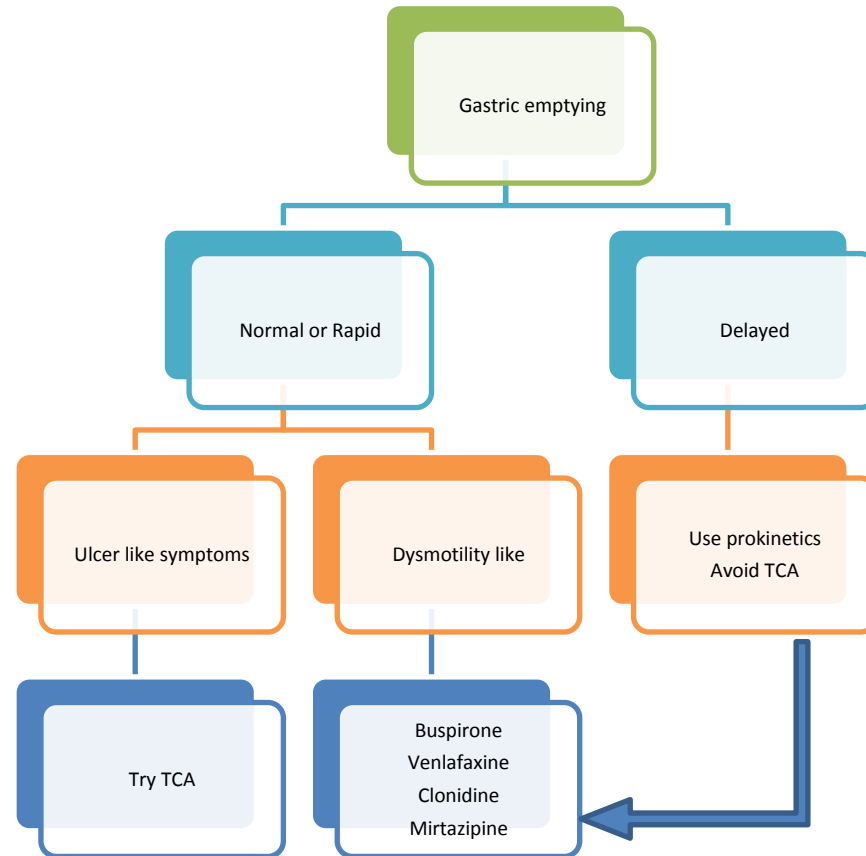 Gastric emptying
Normal or Rapid
Delayed
Ulcer like symptoms
Dysmotility like
Use prokinetics
Avoid TCA
Try TCA
Buspirone
Venlafaxine
Clonidine
Mirtazipine